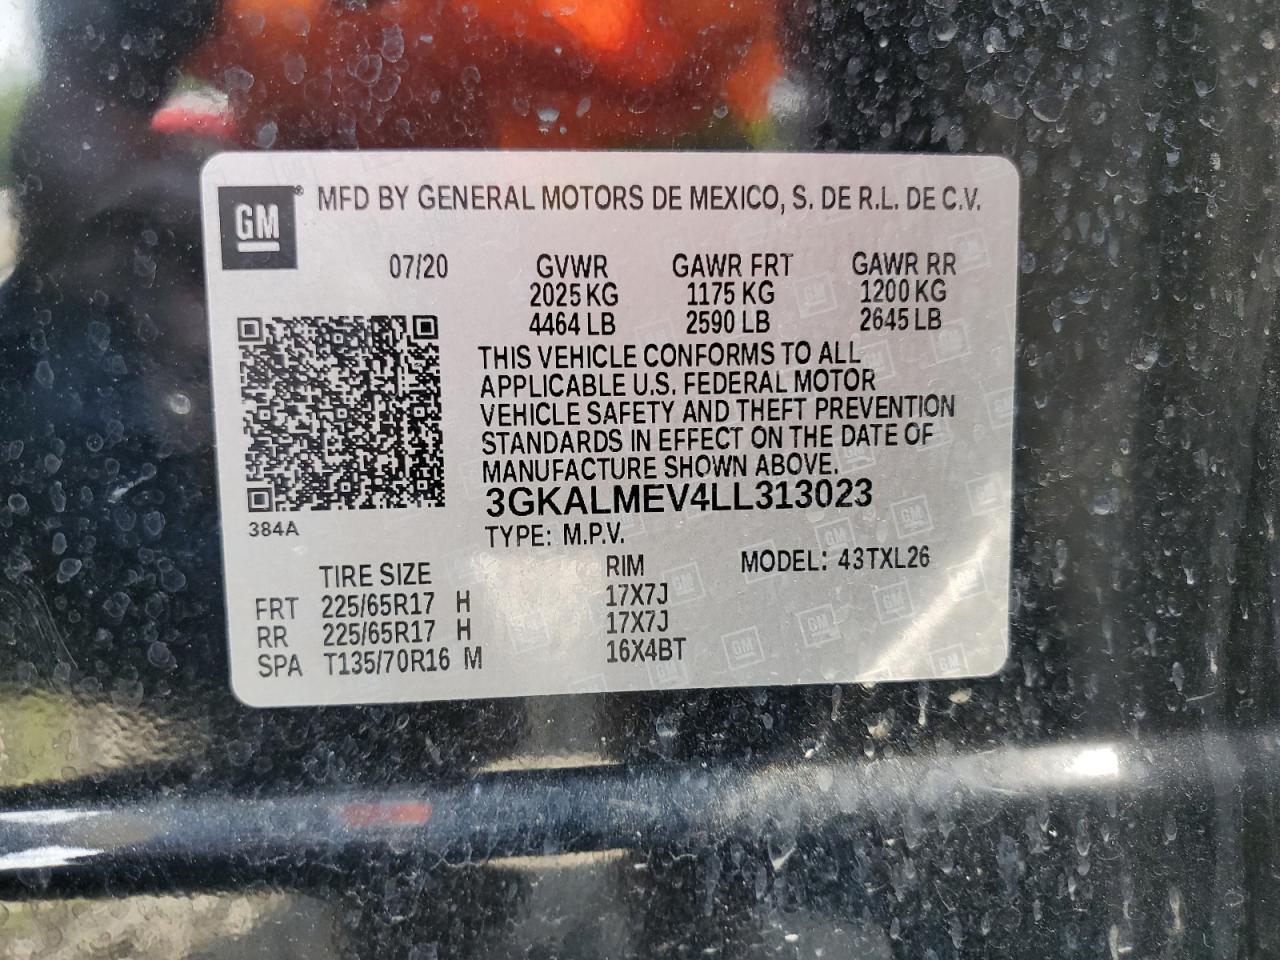 GM® MFD BY GENERAL MOTORS DE MEXICO, S. DE R.L. DE C.V.
07/20 GVWR GAWR FRT GAWR RR
2025 KG 1175 KG 1200 KG
4464 LB 2590 LB 2645 LB
THIS VEHICLE CONFORMS TO ALL
APPLICABLE U.S. FEDERAL MOTOR
VEHICLE SAFETY AND THEFT PREVENTION
STANDARDS IN EFFECT ON THE DATE OF
MANUFACTURE SHOWN ABOVE.
3GKALMEV4LL313023
384A
TYPE: M.P.V.
TIRE SIZE RIM MODEL: 43TXL26
FRT 225/65R17 H 17X7J
RR 225/65R17 H 17X7J
SPA T135/70R16 M 16X4BT